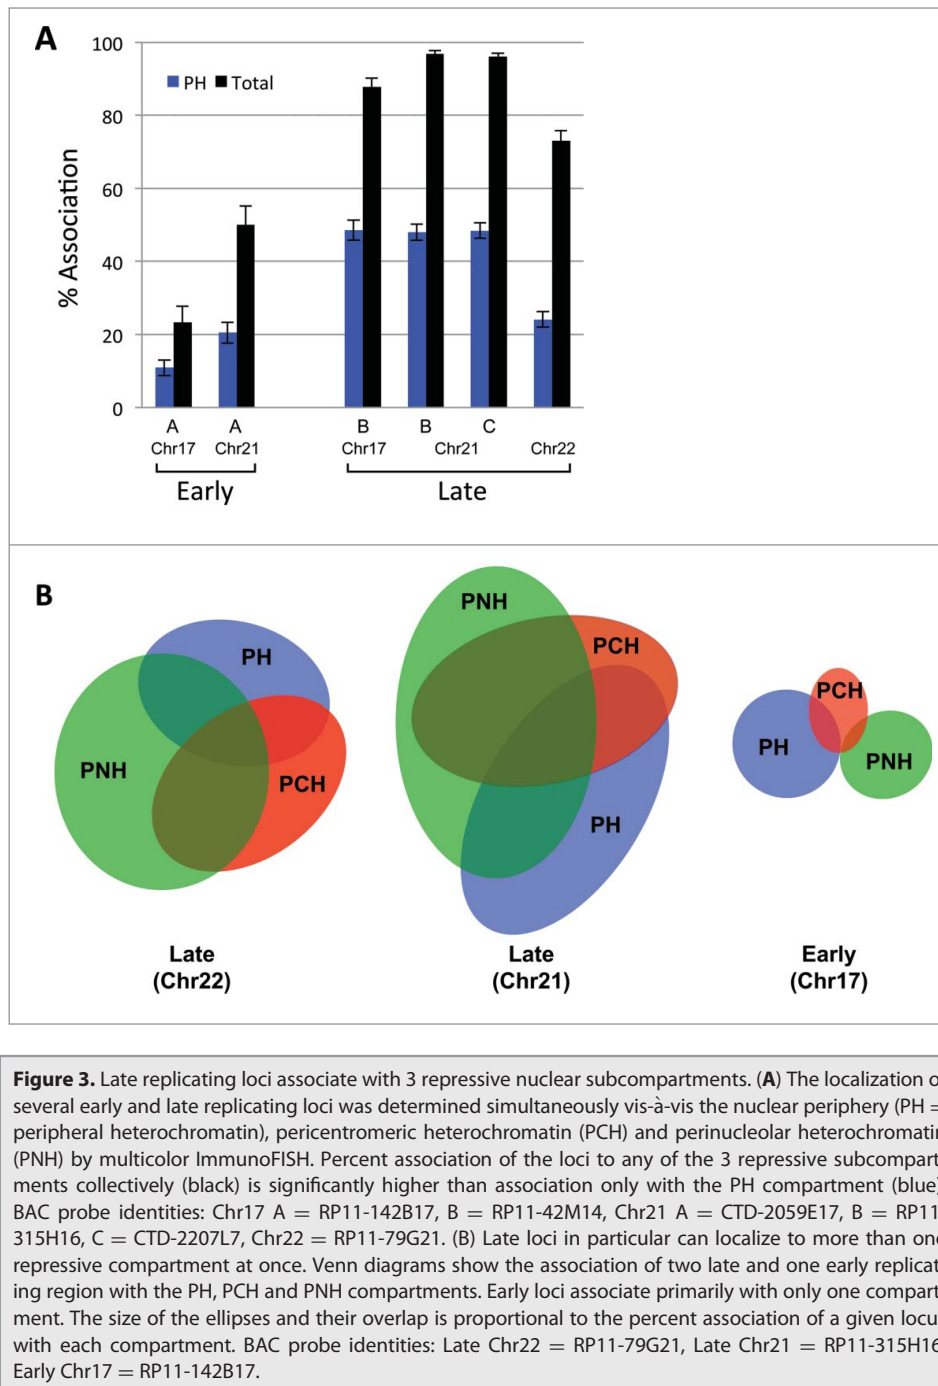 A
100
80
60
40
20
0
% Association
PH Total
A A B B C
Chr17 Chr21 Chr17 Chr21 Chr22
Early Late
B
PNH PH PCH
PNH PCH PH
PH PCH PNH
Late Late Early
(Chr22) (Chr21) (Chr17)
Figure 3. Late replicating loci associate with 3 repressive nuclear subcompartments. (A) The localization o
several early and late replicating loci was determined simultaneously vis-à-vis the nuclear periphery (PH =
peripheral heterochromatin), pericentromeric heterochromatin (PCH) and perinucleolar heterochromatin
(PNH) by multicolor ImmunoFISH. Percent association of the loci to any of the 3 repressive subcompart
ments collectively (black) is significantly higher than association only with the PH compartment (blue)
BAC probe identities: Chr17 A = RP11-142B17, B = RP11-42M14, Chr21 A = CTD-2059E17, B = RP11
315H16, C = CTD-2207L7, Chr22 = RP11-79G21. (B) Late loci in particular can localize to more than one
repressive compartment at once. Venn diagrams show the association of two late and one early replicat
ing region with the PH, PCH and PNH compartments. Early loci associate primarily with only one compart
ment. The size of the ellipses and their overlap is proportional to the percent association of a given locu
with each compartment. BAC probe identities: Late Chr22 = RP11-79G21, Late Chr21 = RP11-315H16
Early Chr17 = RP11-142B17.